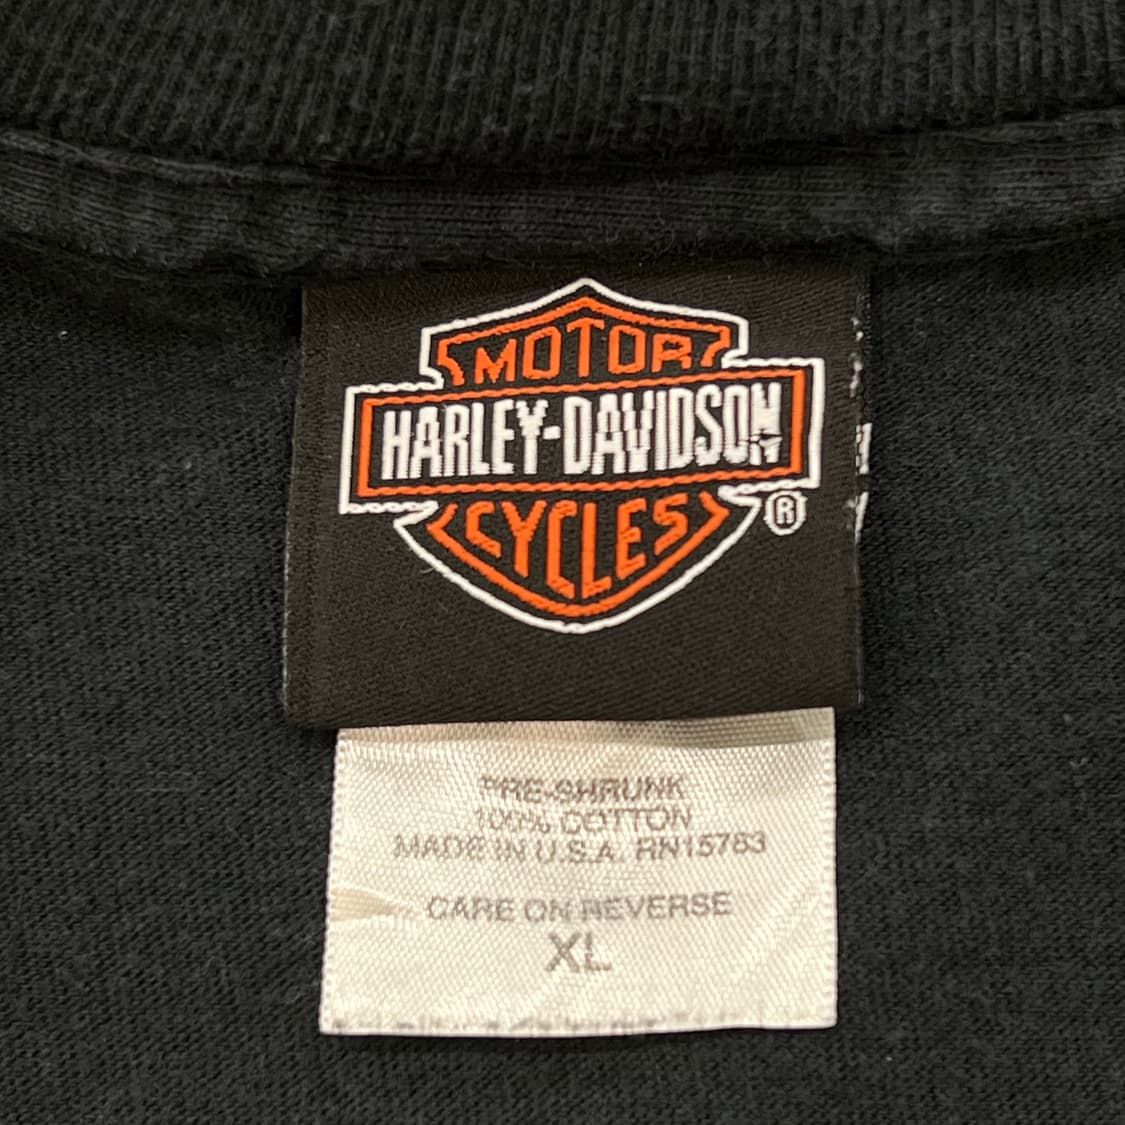 MOTOR
HARLEY-DAVIDSON
CYCLES
®
PRE-SHRUNK
100% COTTON
MADE IN U.S.A. RN15763
CARE ON REVERSE
XL